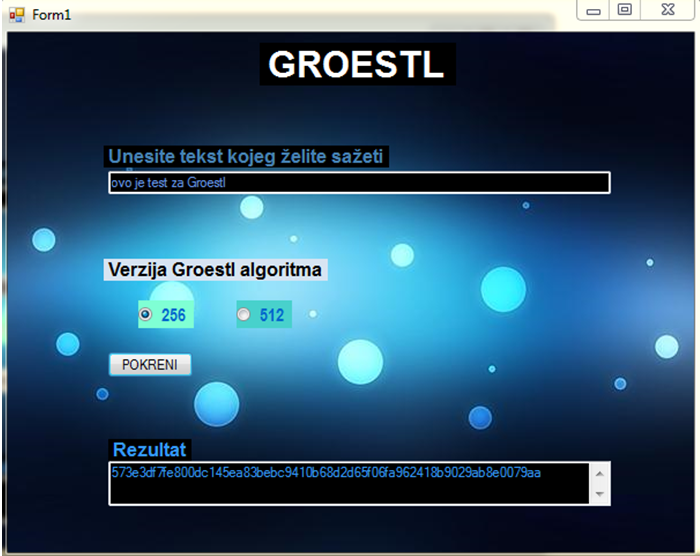 Form1
GROESTL
Unesite tekst kojeg želite sažeti
ovo je test za Groestl
Verzija Groestl algoritma
256 512
POKRENI
Rezultat
573e3df7fe800dc145ea83bebc9410b68d2d65f06fa962418b9029ab8e0079aa